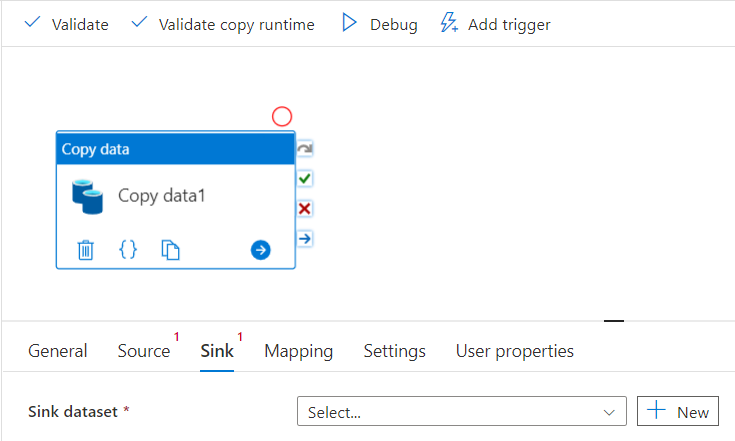 Validate Validate copy runtime Debug Add trigger
Copy data
Copy data1
{}
General Source 1 Sink 1 Mapping Settings User properties
Sink dataset * Select... New